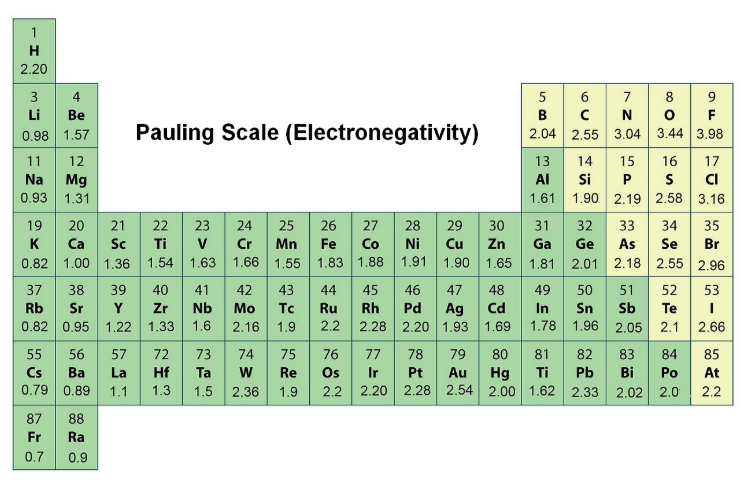 1
H
2.20
3 4 5 6 7 8 9
Li Be B C N O F
0.98 1.57 Pauling Scale (Electronegativity) 2.04 2.55 3.04 3.44 3.98
11 12 13 14 15 16 17
Na Mg Al Si P S Cl
0.93 1.31 1.61 1.90 2.19 2.58 3.16
19 20 21 22 23 24 25 26 27 28 29 30 31 32 33 34 35
K Ca Sc Ti V Cr Mn Fe Co Ni Cu Zn Ga Ge As Se Br
0.82 1.00 1.36 1.54 1.63 1.66 1.55 1.83 1.88 1.91 1.90 1.65 1.81 2.01 2.18 2.55 2.96
37 38 39 40 41 42 43 44 45 46 47 48 49 50 51 52 53
Rb Sr Y Zr Nb Mo Tc Ru Rh Pd Ag Cd In Sn Sb Te I
0.82 0.95 1.22 1.33 1.6 2.16 1.9 2.2 2.28 2.20 1.93 1.69 1.78 1.96 2.05 2.1 2.66
55 56 57 72 73 74 75 76 77 78 79 80 81 82 83 84 85
Cs Ba La Hf Ta W Re Os Ir Pt Au Hg Ti Pb Bi Po At
0.79 0.89 1.1 1.3 1.5 2.36 1.9 2.2 2.20 2.28 2.54 2.00 1.62 2.33 2.02 2.0 2.2
87 88
Fr Ra
0.7 0.9